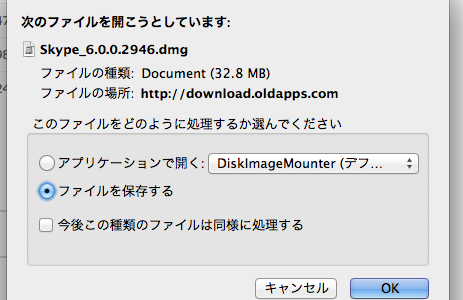 次のファイルを開こうとしています:
Skype_6.0.0.2946.dmg
ファイルの種類: Document (32.8 MB)
ファイルの場所: http://download.oldapps.com
このファイルをどのように処理するか選んでください
アプリケーションで開く: DiskImageMounter (デフ...
ファイルを保存する
今後この種類のファイルは同様に処理する
キャンセル OK